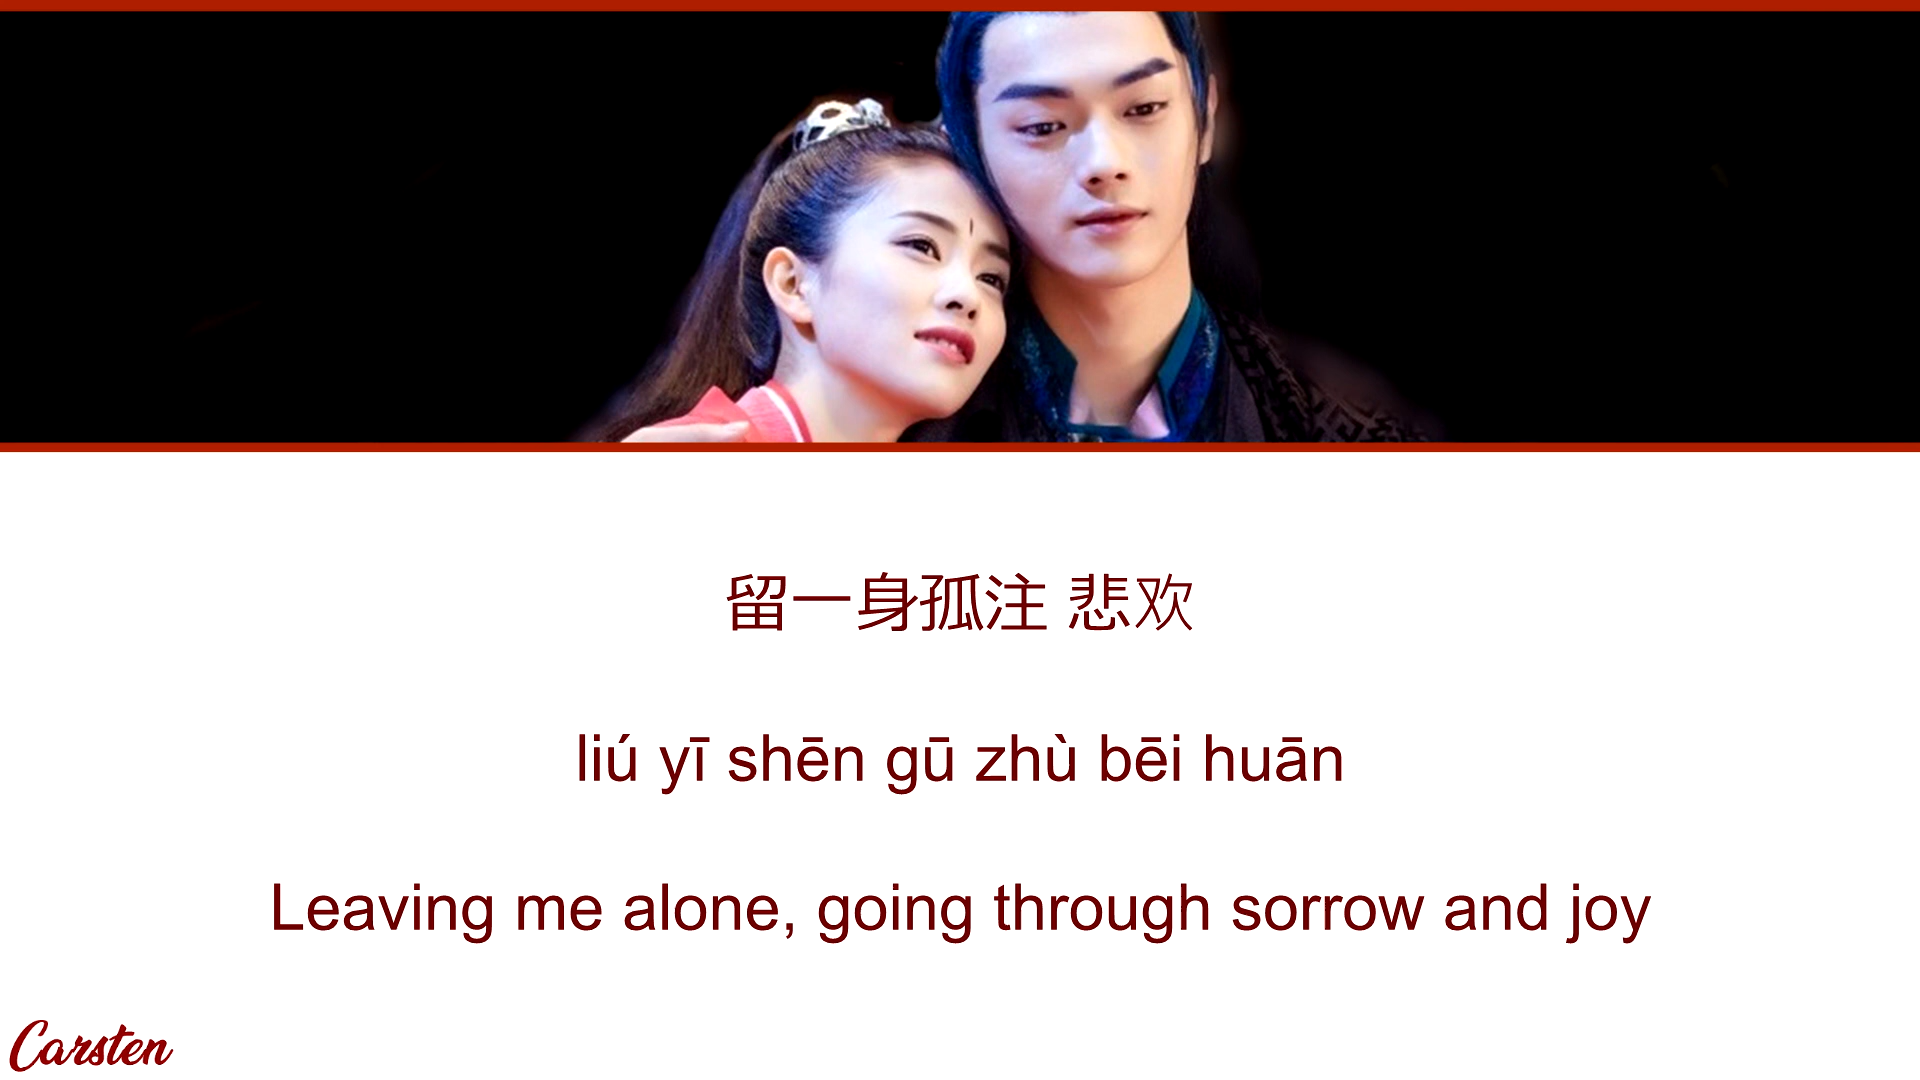 留一身孤注 悲欢
liú yī shēn gū zhù bēi huān
Leaving me alone, going through sorrow and joy
Carsten